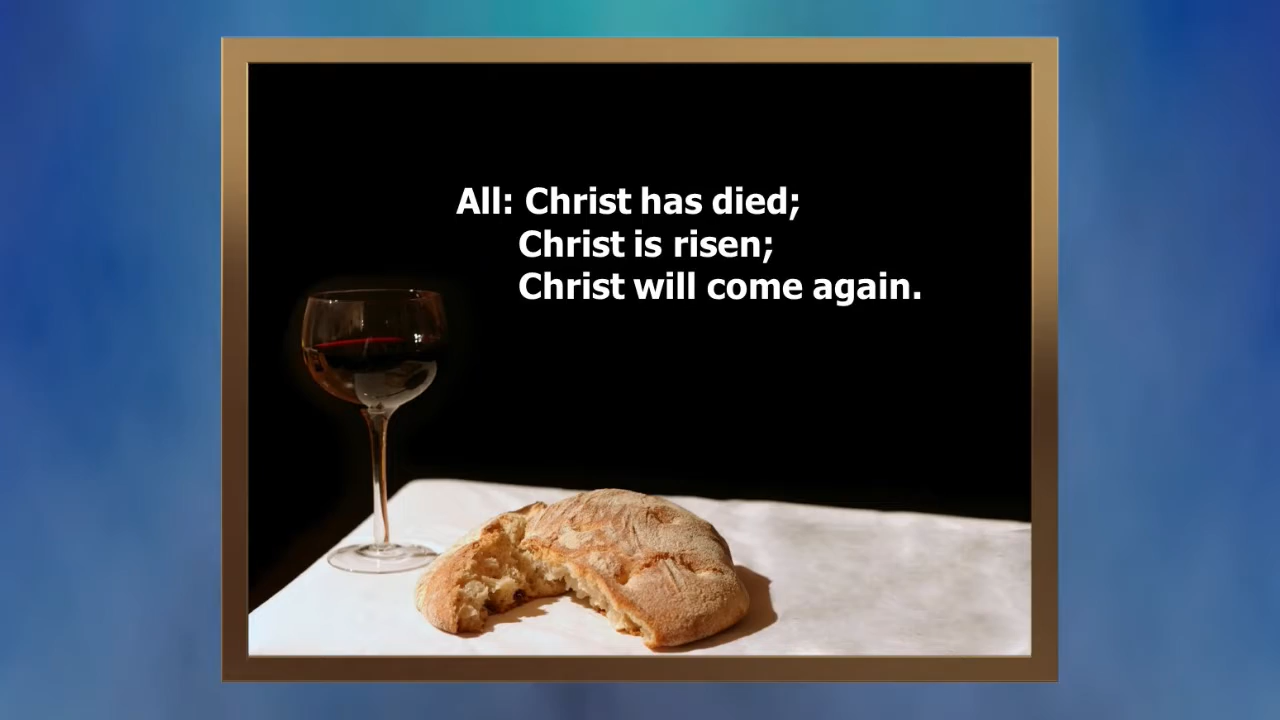 All: Christ has died;
Christ is risen;
Christ will come again.